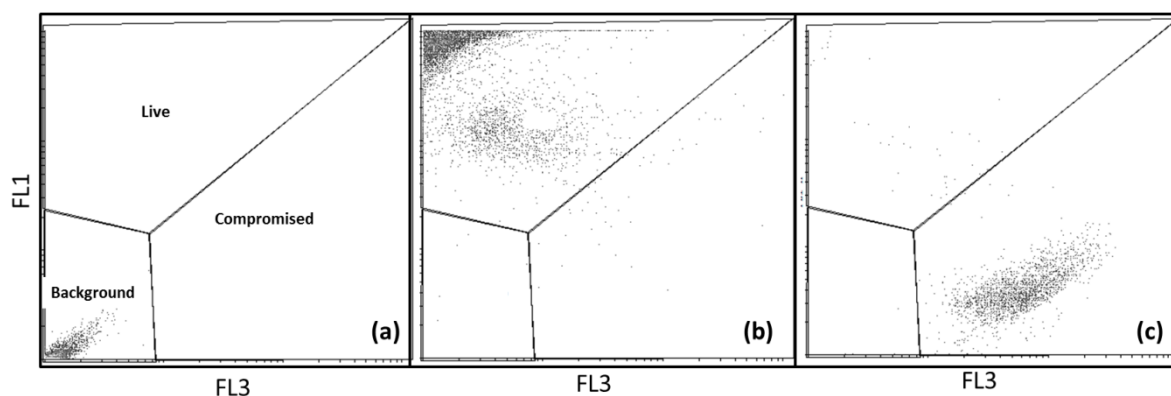 Live
FL1
Compromised
Background
(a)
(b)
(c)
FL3
FL3
FL3